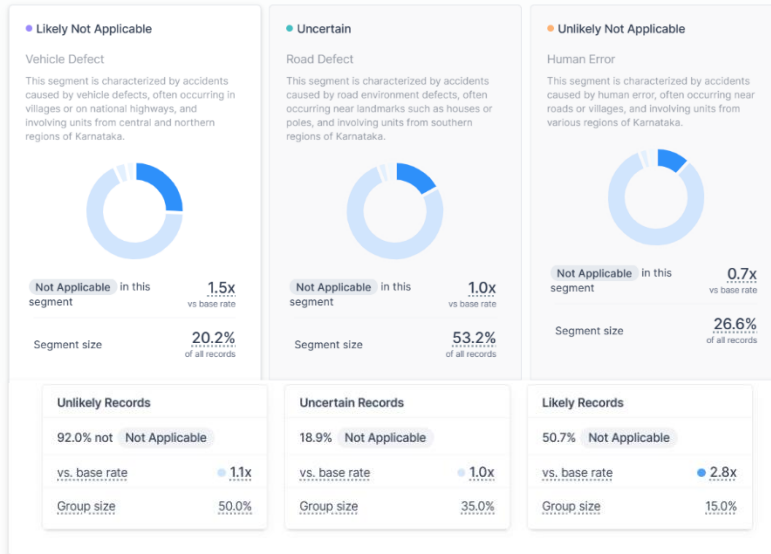 Likely Not Applicable
Vehicle Defect
This segment is characterized by accidents
caused by vehicle defects, often occurring in
villages or on national highways, and
involving units from central and northern
regions of Karnataka.
Not Applicable in this
segment
1.5x
vs base rate
Segment size
20.2%
of all records
Uncertain
Road Defect
This segment is characterized by accidents
caused by road environment defects, often
occurring near landmarks such as houses or
poles, and involving units from southern
regions of Karnataka.
Not Applicable in this
segment
1.0x
vs base rate
Segment size
53.2%
of all records
Unlikely Not Applicable
Human Error
This segment is characterized by accidents
caused by human error, often occurring near
roads or villages, and involving units from
various regions of Karnataka.
Not Applicable in this
segment
0.7x
vs base rate
Segment size
26.6%
of all records
Unlikely Records
92.0% not Not Applicable
vs. base rate 1.1x
Group size 50.0%
Uncertain Records
18.9% Not Applicable
vs. base rate 1.0x
Group size 35.0%
Likely Records
50.7% Not Applicable
vs. base rate 2.8x
Group size 15.0%